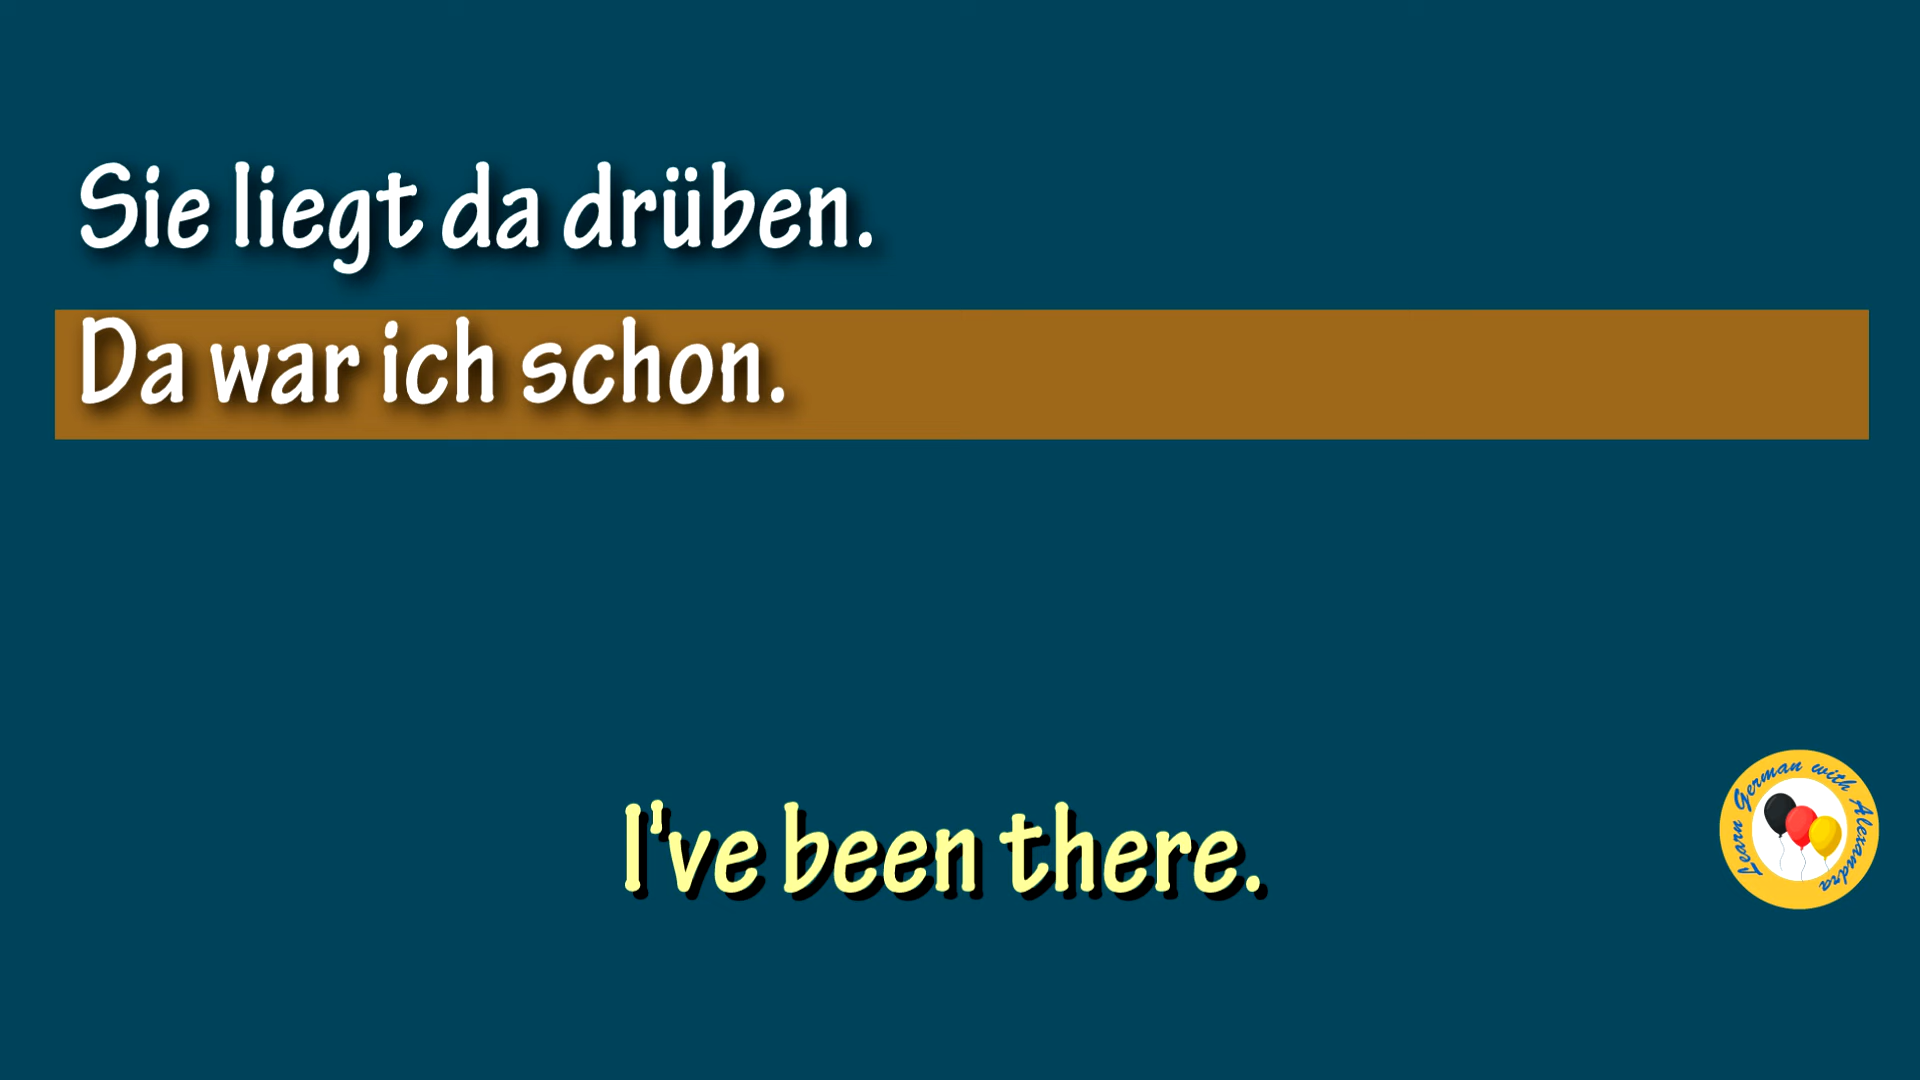 Sie liegt da drüben.
Da war ich schon.
I've been there.
Learn German with Alexandra